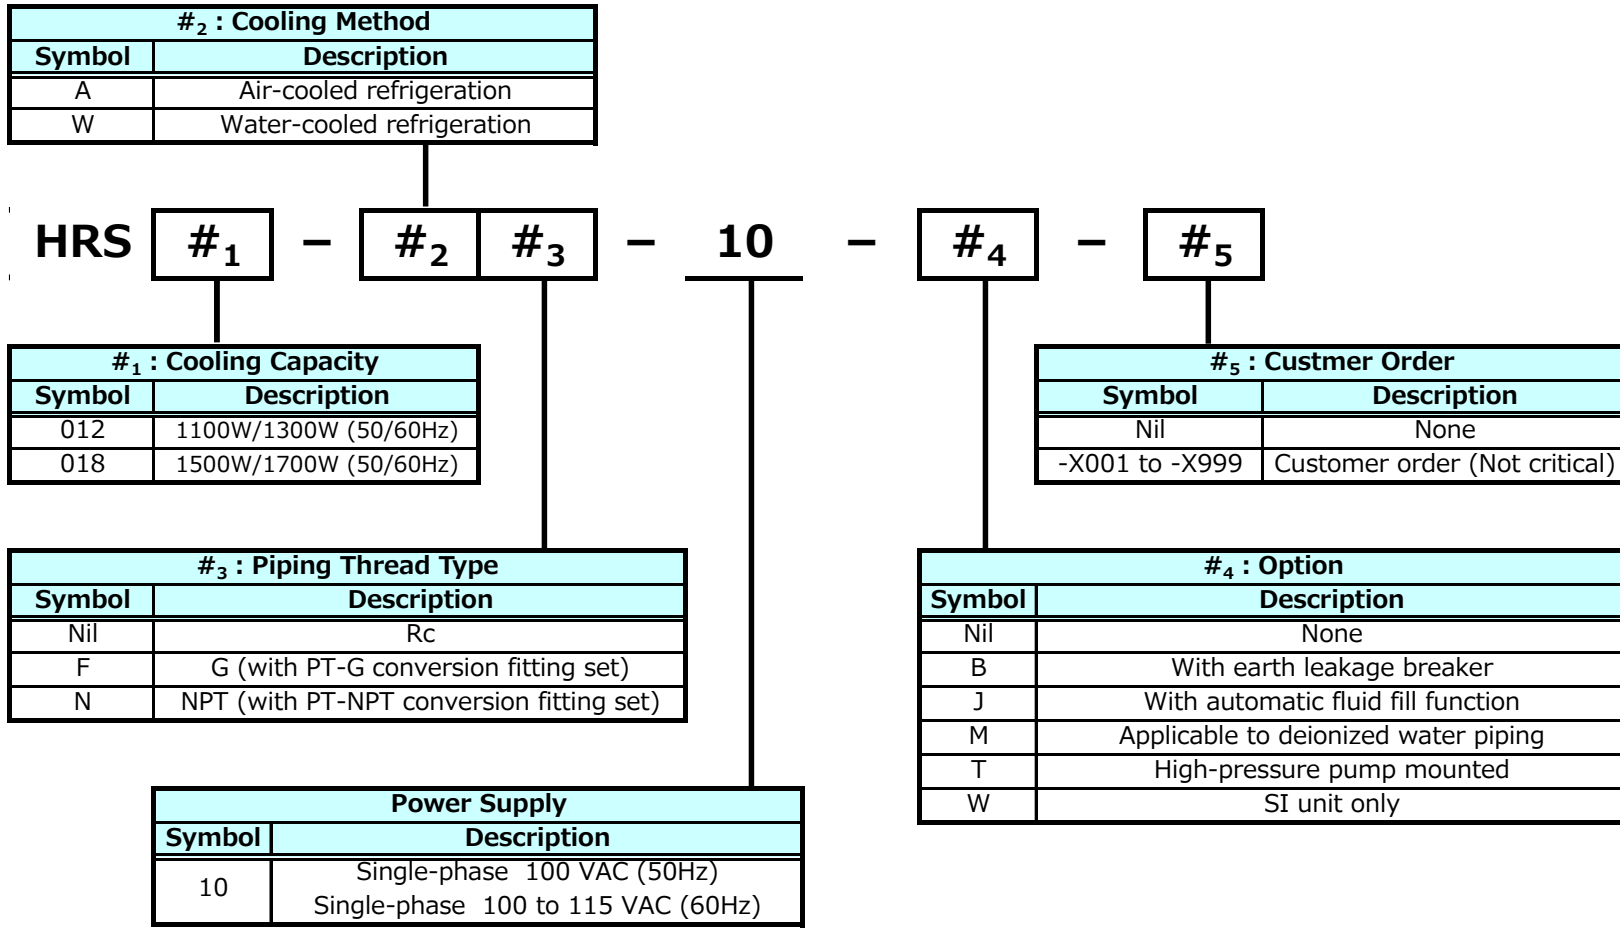 #2 : Cooling Method
Symbol Description
A Air-cooled refrigeration
W Water-cooled refrigeration
HRS #1 - #2 #3 - 10 - #4 - #5
#1 : Cooling Capacity
Symbol Description
012 1100W/1300W (50/60Hz)
018 1500W/1700W (50/60Hz)
#5 : Custmer Order
Symbol Description
Nil None
-X001 to -X999 Customer order (Not critical)
#3 : Piping Thread Type
Symbol Description
Nil Rc
F G (with PT-G conversion fitting set)
N NPT (with PT-NPT conversion fitting set)
#4 : Option
Symbol Description
Nil None
B With earth leakage breaker
J With automatic fluid fill function
M Applicable to deionized water piping
T High-pressure pump mounted
W SI unit only
Power Supply
Symbol Description
10 Single-phase 100 VAC (50Hz)
Single-phase 100 to 115 VAC (60Hz)